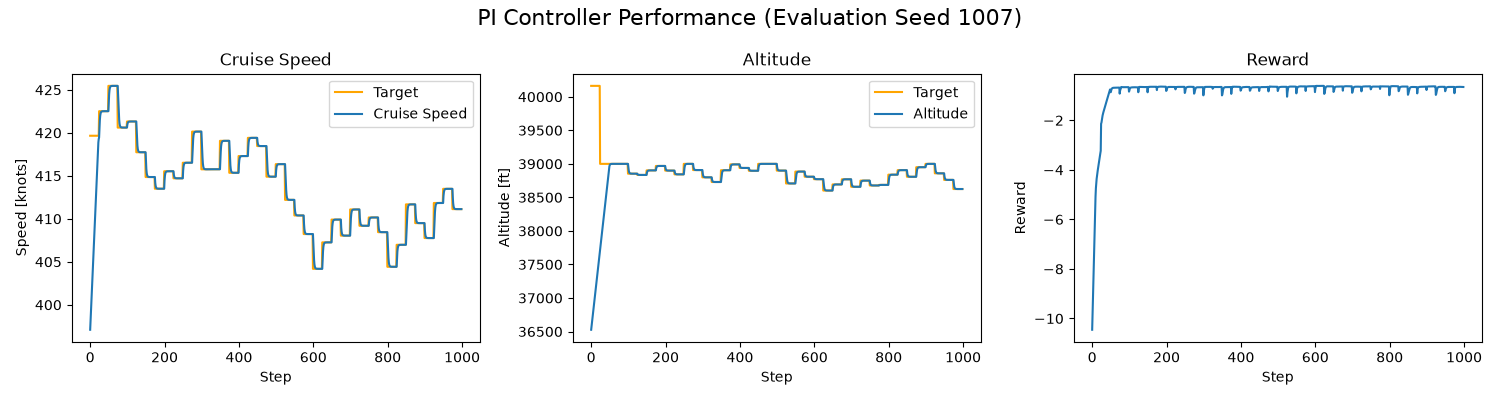 PI Controller Performance (Evaluation Seed 1007)
Cruise Speed
Speed [knots]
425
420
415
410
405
400
0 200 400 600 800 1000
Step
Target
Cruise Speed
Altitude
Altitude [ft]
40000
39500
39000
38500
38000
37500
37000
36500
0 200 400 600 800 1000
Step
Target
Altitude
Reward
Reward
−2
−4
−6
−8
−10
0 200 400 600 800 1000
Step